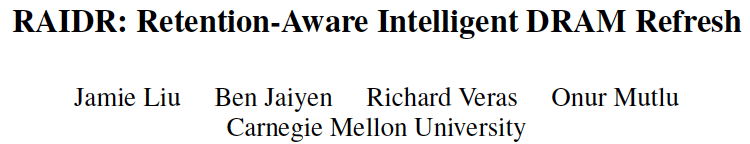 RAIDR: Retention-Aware Intelligent DRAM Refresh
Jamie Liu Ben Jaiyen Richard Veras Onur Mutlu
Carnegie Mellon University